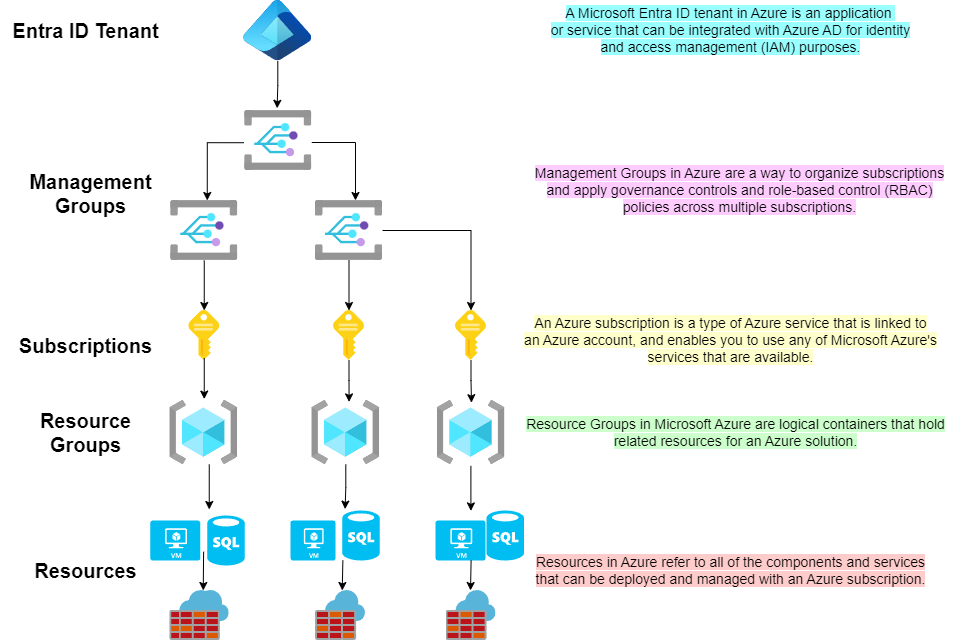 Entra ID Tenant
A Microsoft Entra ID tenant in Azure is an application
or service that can be integrated with Azure AD for identity
and access management (IAM) purposes.
Management
Groups
Management Groups in Azure are a way to organize subscriptions
and apply governance controls and role-based control (RBAC)
policies across multiple subscriptions.
Subscriptions
An Azure subscription is a type of Azure service that is linked to
an Azure account, and enables you to use any of Microsoft Azure's
services that are available.
Resource
Groups
Resource Groups in Microsoft Azure are logical containers that hold
related resources for an Azure solution.
VM
SQL
VM
SQL
VM
SQL
Resources
Resources in Azure refer to all of the components and services
that can be deployed and managed with an Azure subscription.